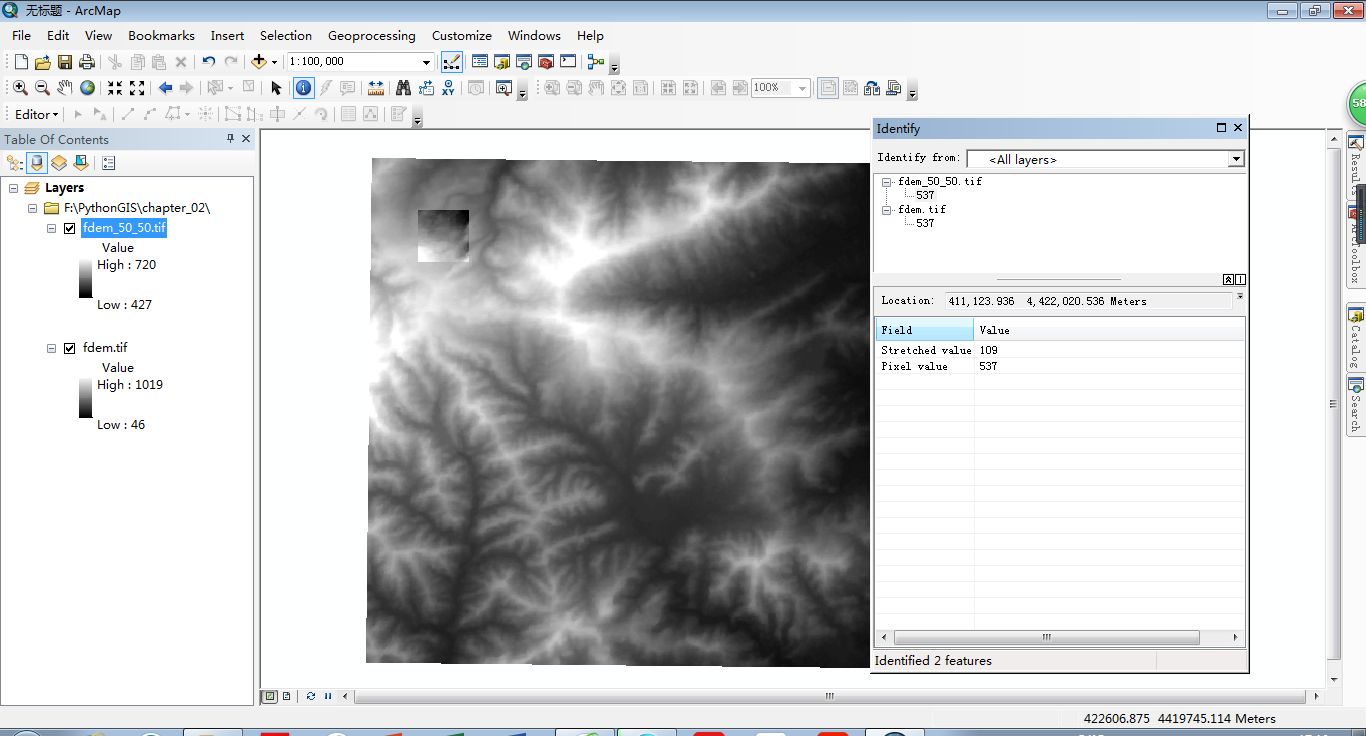 无标题 - ArcMap
File Edit View Bookmarks Insert Selection Geoprocessing Customize Windows Help
1:100,000
100%
Editor
58
Table Of Contents
Layers
F:\PythonGIS\chapter_02\
fdem_50_50.tif
Value
High : 720
Low : 427
fdem.tif
Value
High : 1019
Low : 46
Identify
Identify from: <All layers>
fdem_50_50.tif
537
fdem.tif
537
Location: 411,123.936 4,422,020.536 Meters
Field Value
Stretched value 109
Pixel value 537
Identified 2 features
Results
ArcToolbox
Catalog
Search
422606.875 4419745.114 Meters